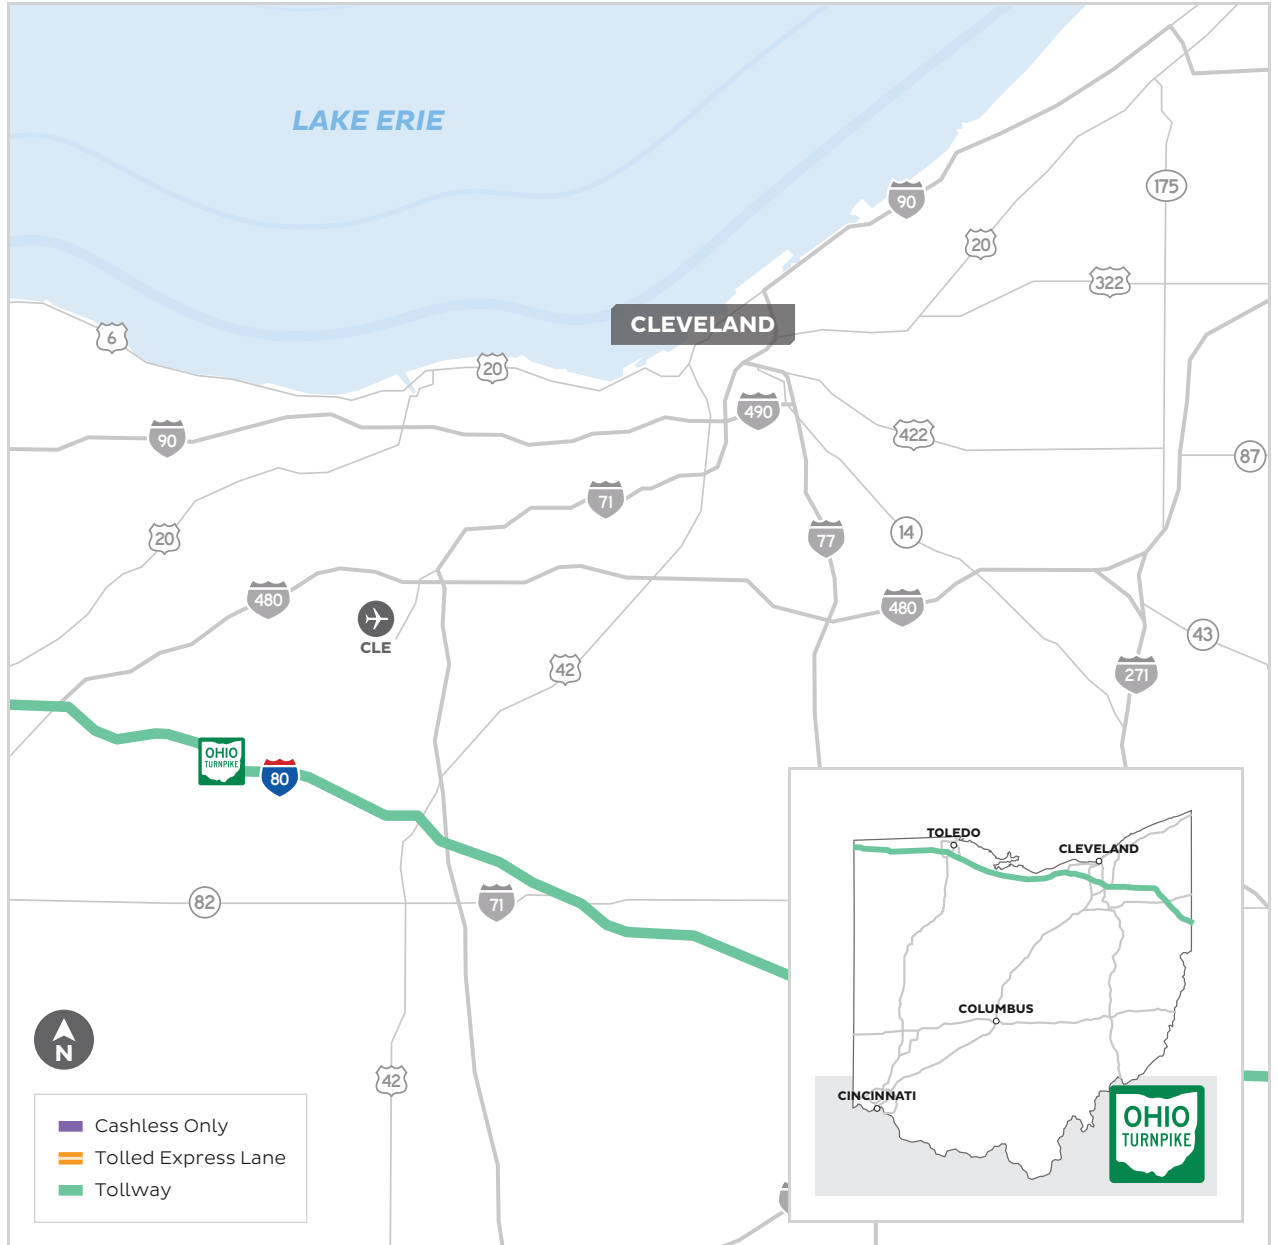 LAKE ERIE
175
90
20
322
CLEVELAND
6
20
490
90
422
87
71
20
14
77
480
480
CLE
43
42
271
OHIO
TURNPIKE
80
TOLEDO
CLEVELAND
82
71
COLUMBUS
N
42
CINCINNATI
OHIO
TURNPIKE
Cashless Only
Tolled Express Lane
Tollway